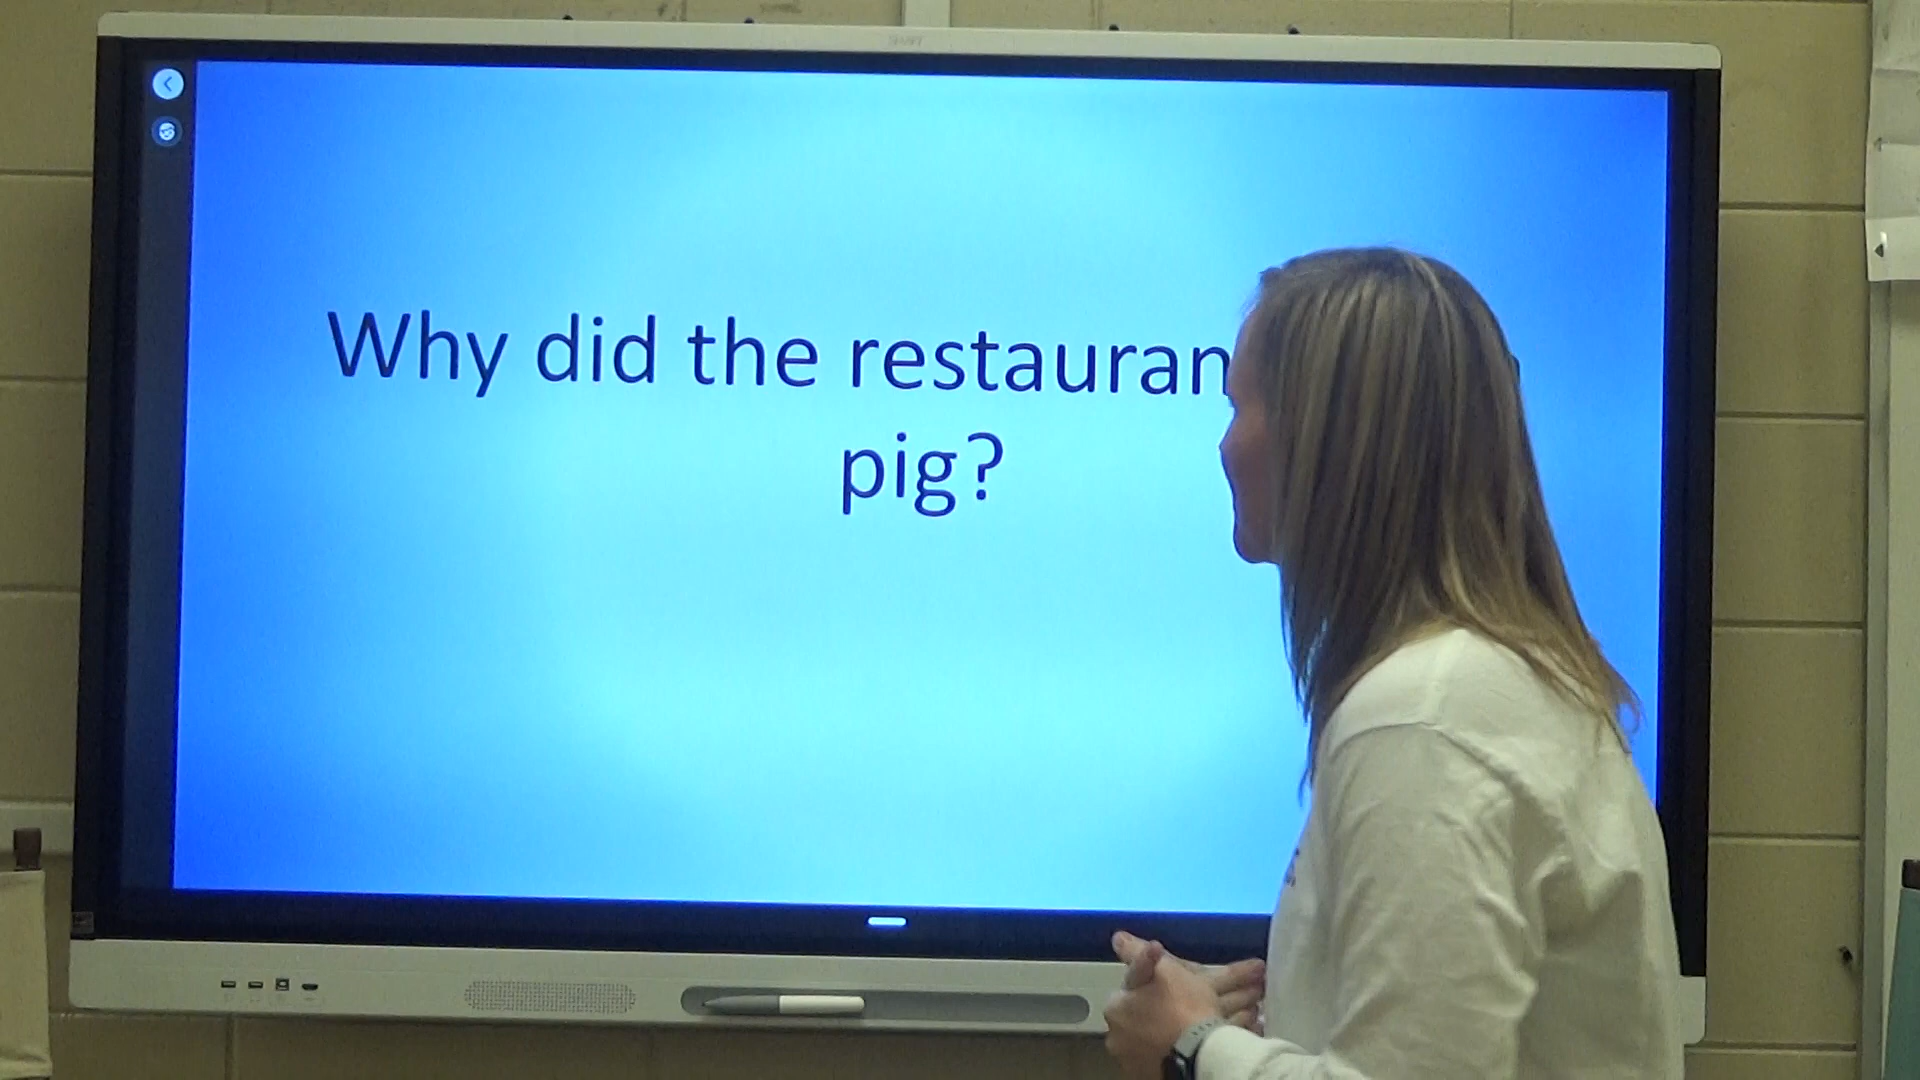 Why did the restauran
pig?